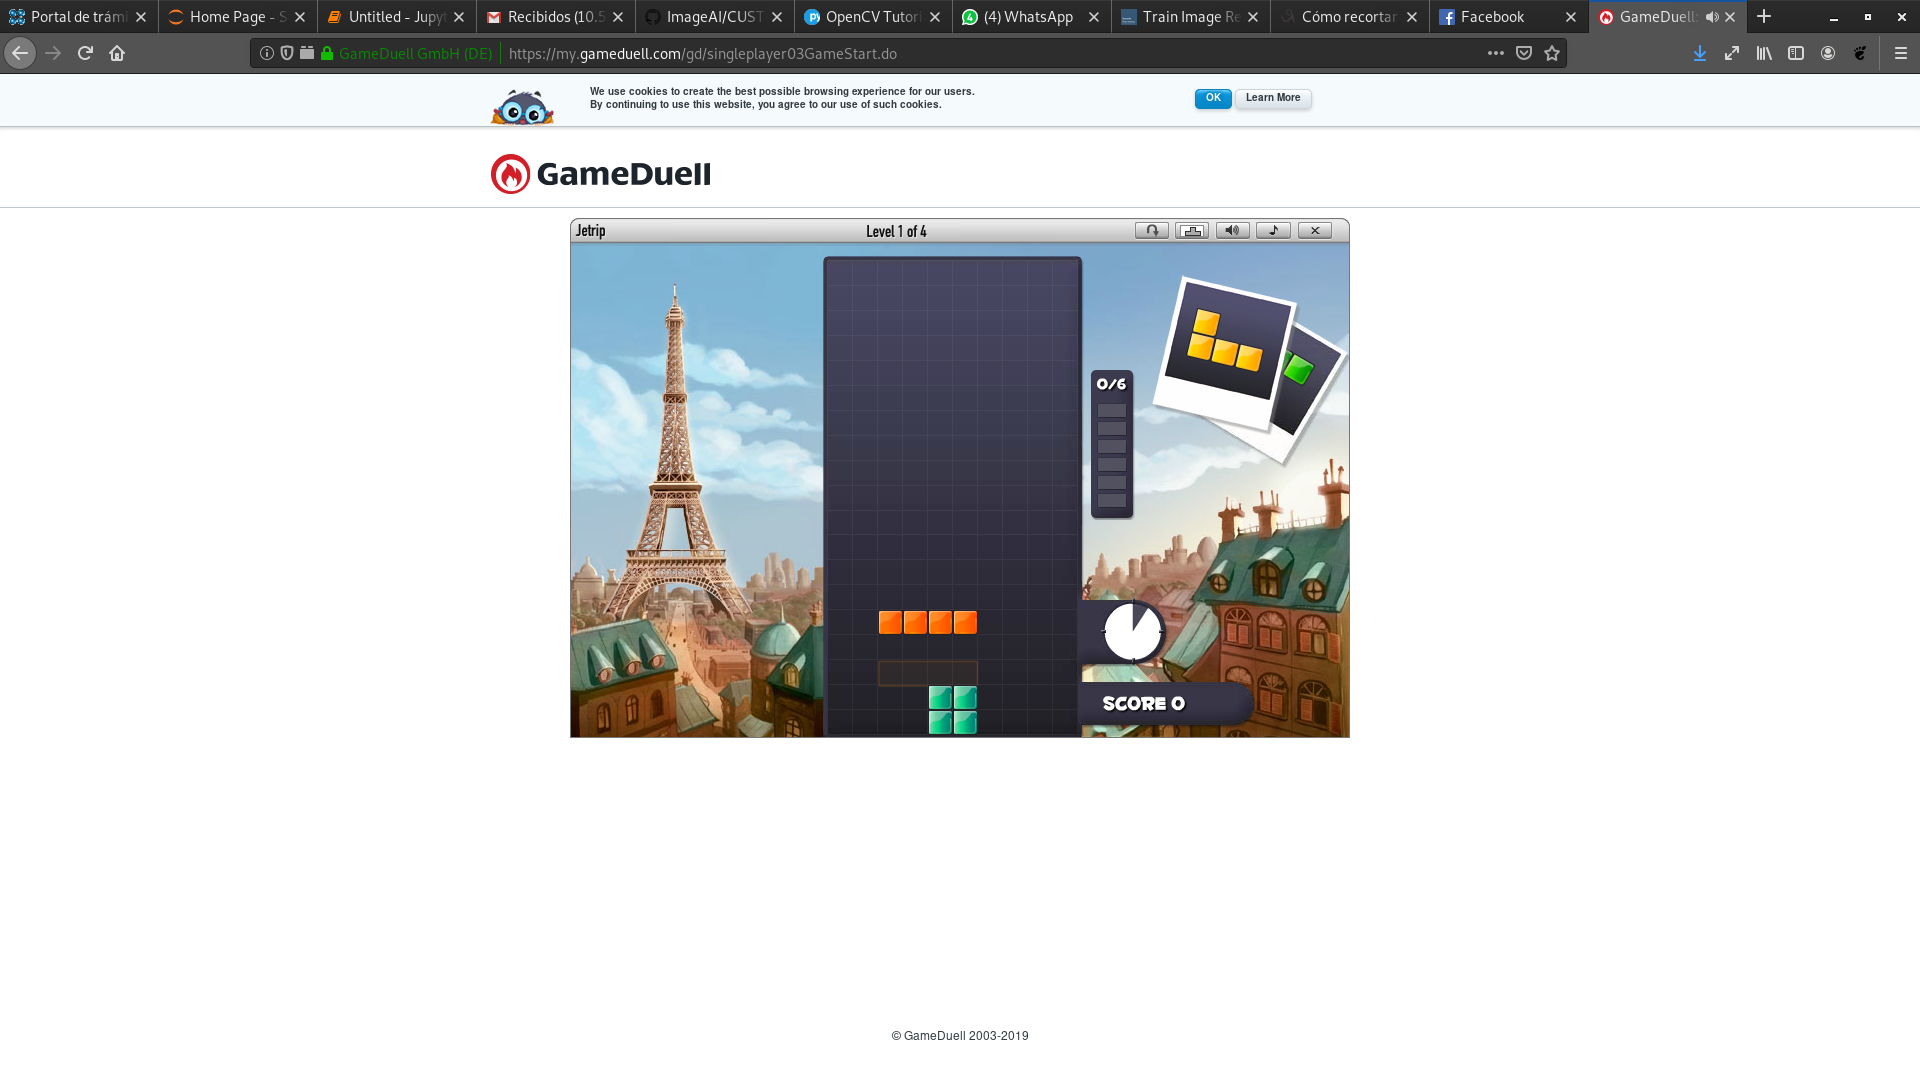 Portal de trámi
Home Page - S
Untitled - Jupyt
Recibidos (10.5
ImageAI/CUST
OpenCV Tutori
(4) WhatsApp
Train Image Re
Cómo recortar
Facebook
GameDuell:
GameDuell GmbH (DE)
https://my.gameduell.com/gd/singleplayer03GameStart.do
We use cookies to create the best possible browsing experience for our users.
By continuing to use this website, you agree to our use of such cookies.
OK
Learn More
GameDuell
Jetrip
Level 1 of 4
0/6
SCORE 0
© GameDuell 2003-2019